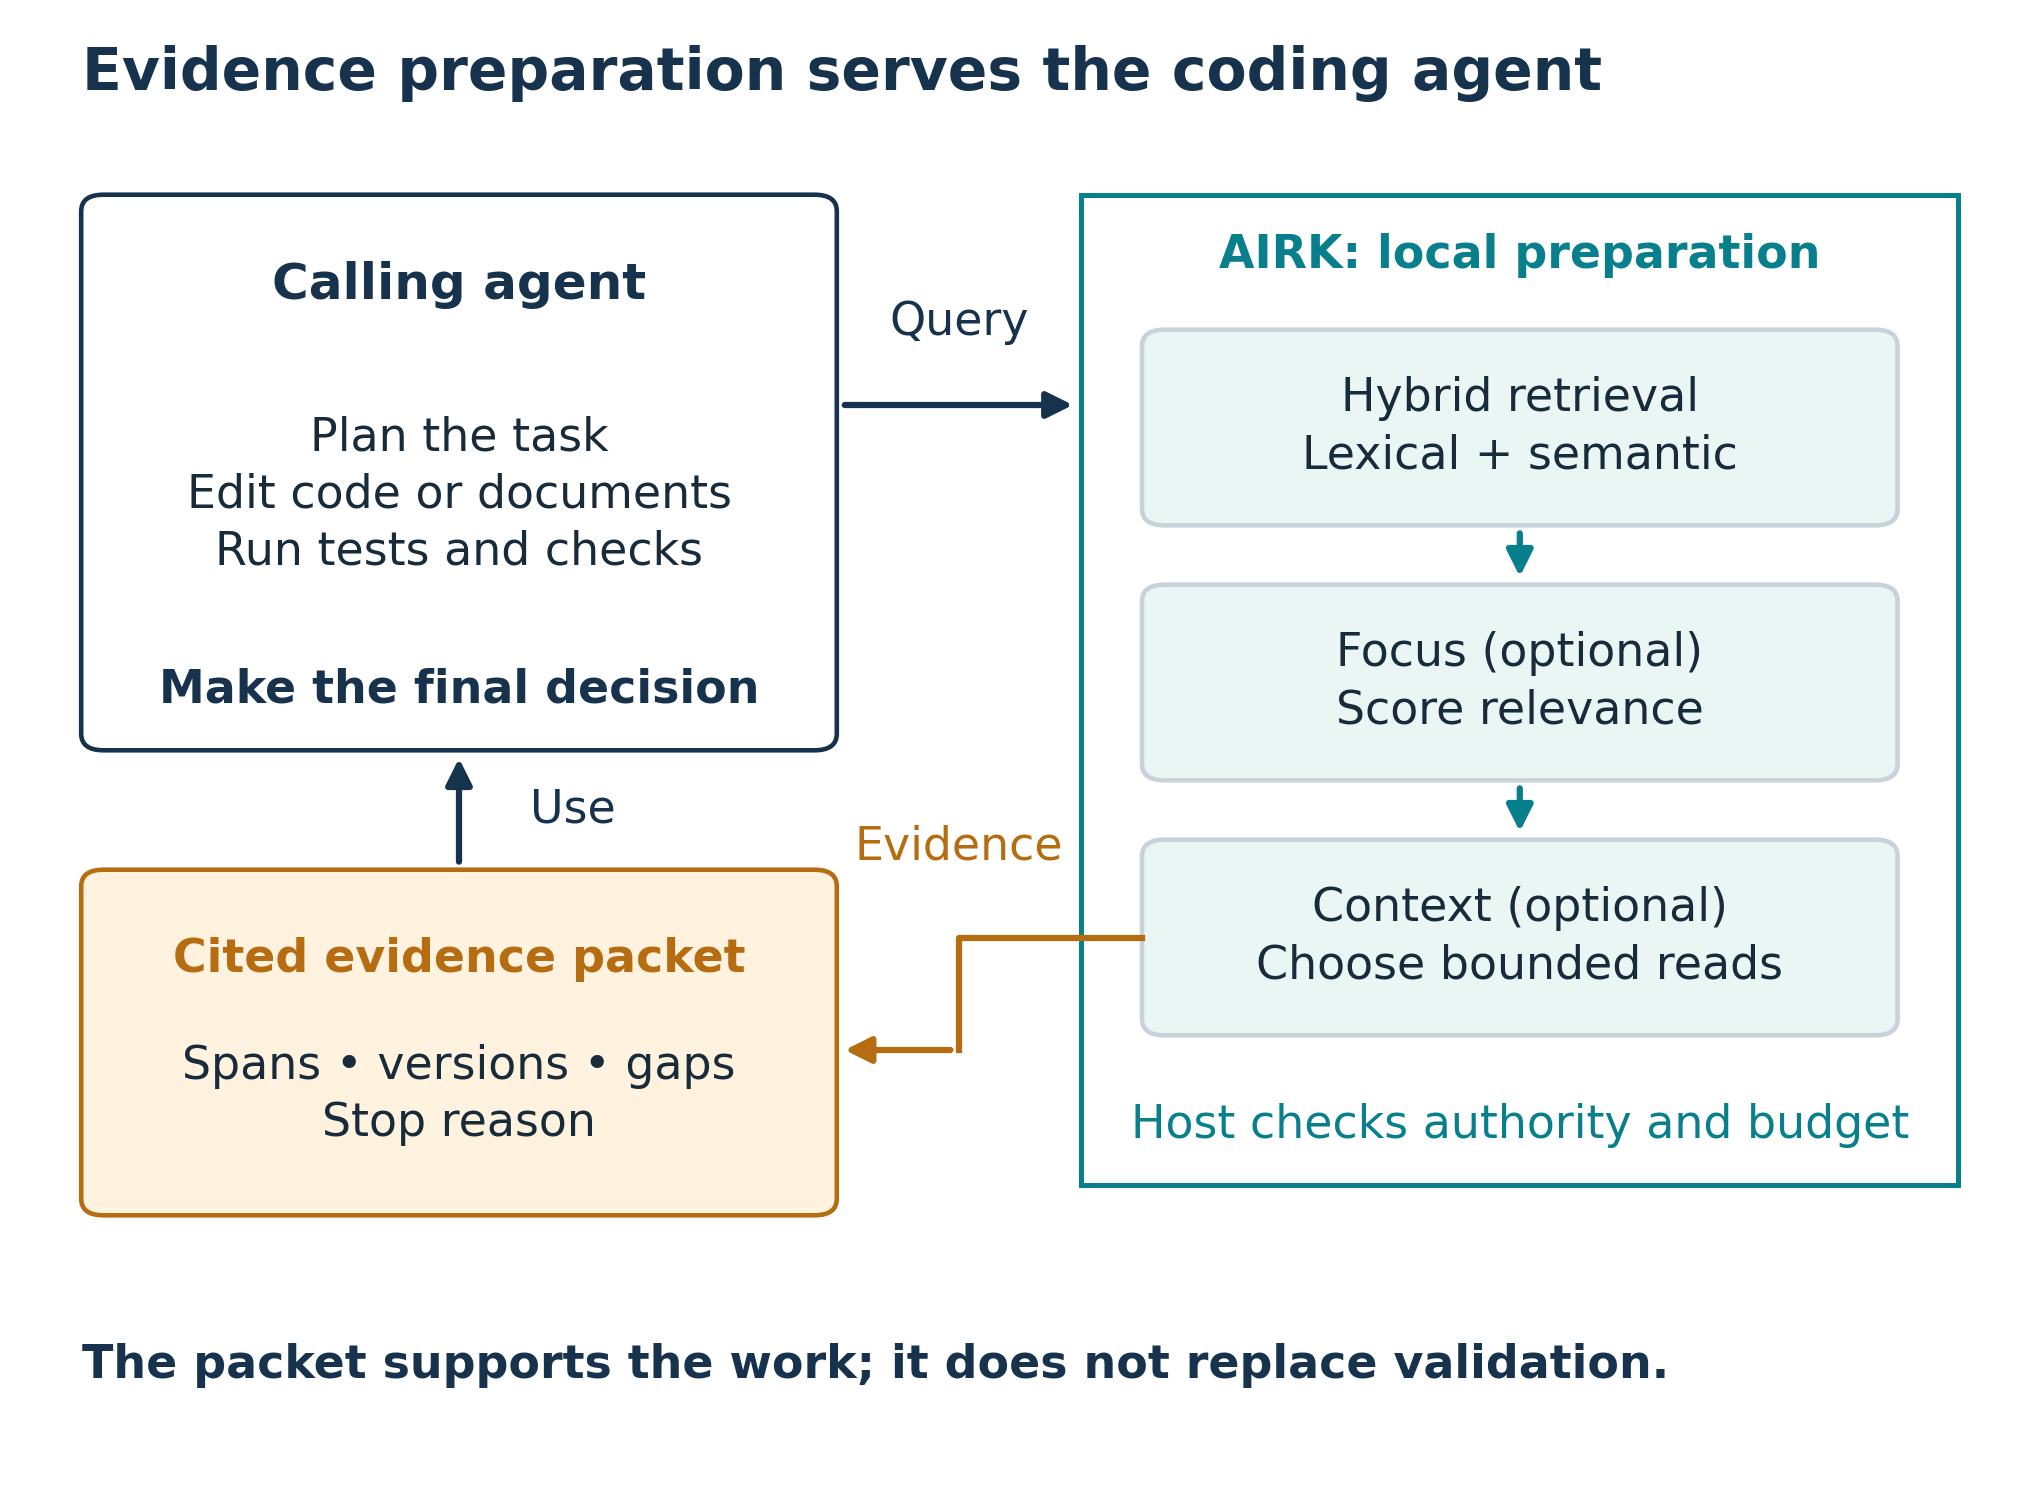 Evidence preparation serves the coding agent
Calling agent
Plan the task
Edit code or documents
Run tests and checks
Make the final decision
Query
AIRK: local preparation
Hybrid retrieval
Lexical + semantic
Focus (optional)
Score relevance
Context (optional)
Choose bounded reads
Host checks authority and budget
Evidence
Use
Cited evidence packet
Spans • versions • gaps
Stop reason
The packet supports the work; it does not replace validation.